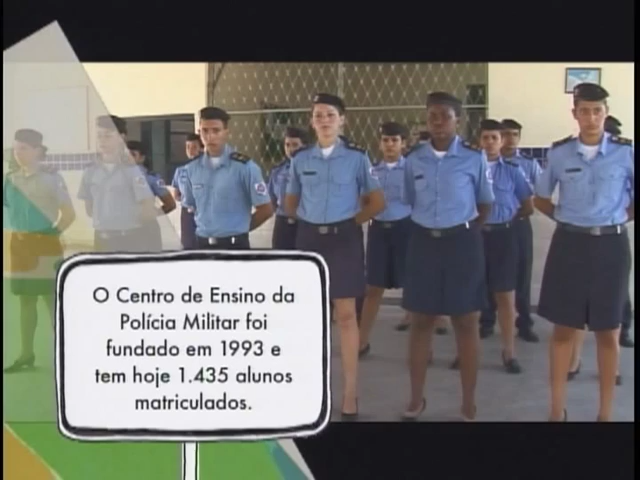 O Centro de Ensino da
Polícia Militar foi
fundado em 1993 e
tem hoje 1.435 alunos
matriculados.